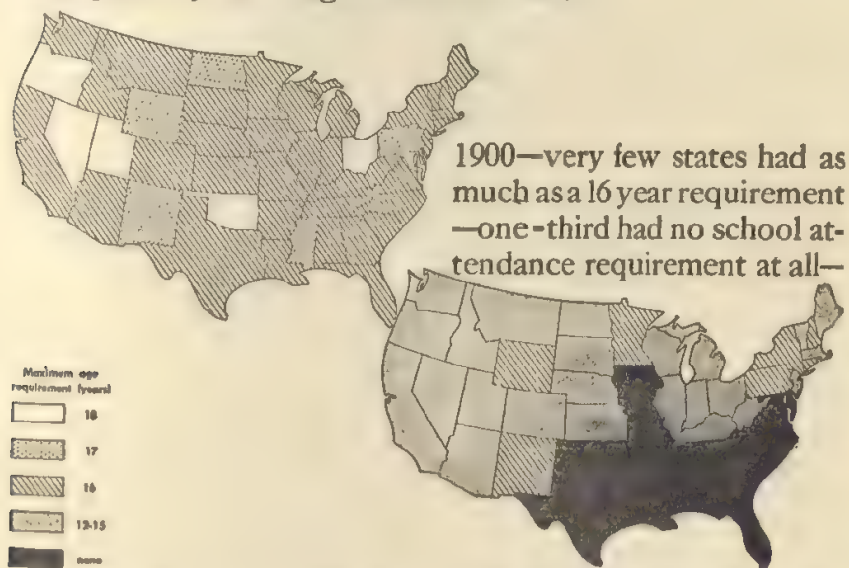 1900—very few states had as
much as a 16 year requirement
—one-third had no school at-
tendance requirement at all—
Maximum age
requirement (years)
18
17
16
12-15
none